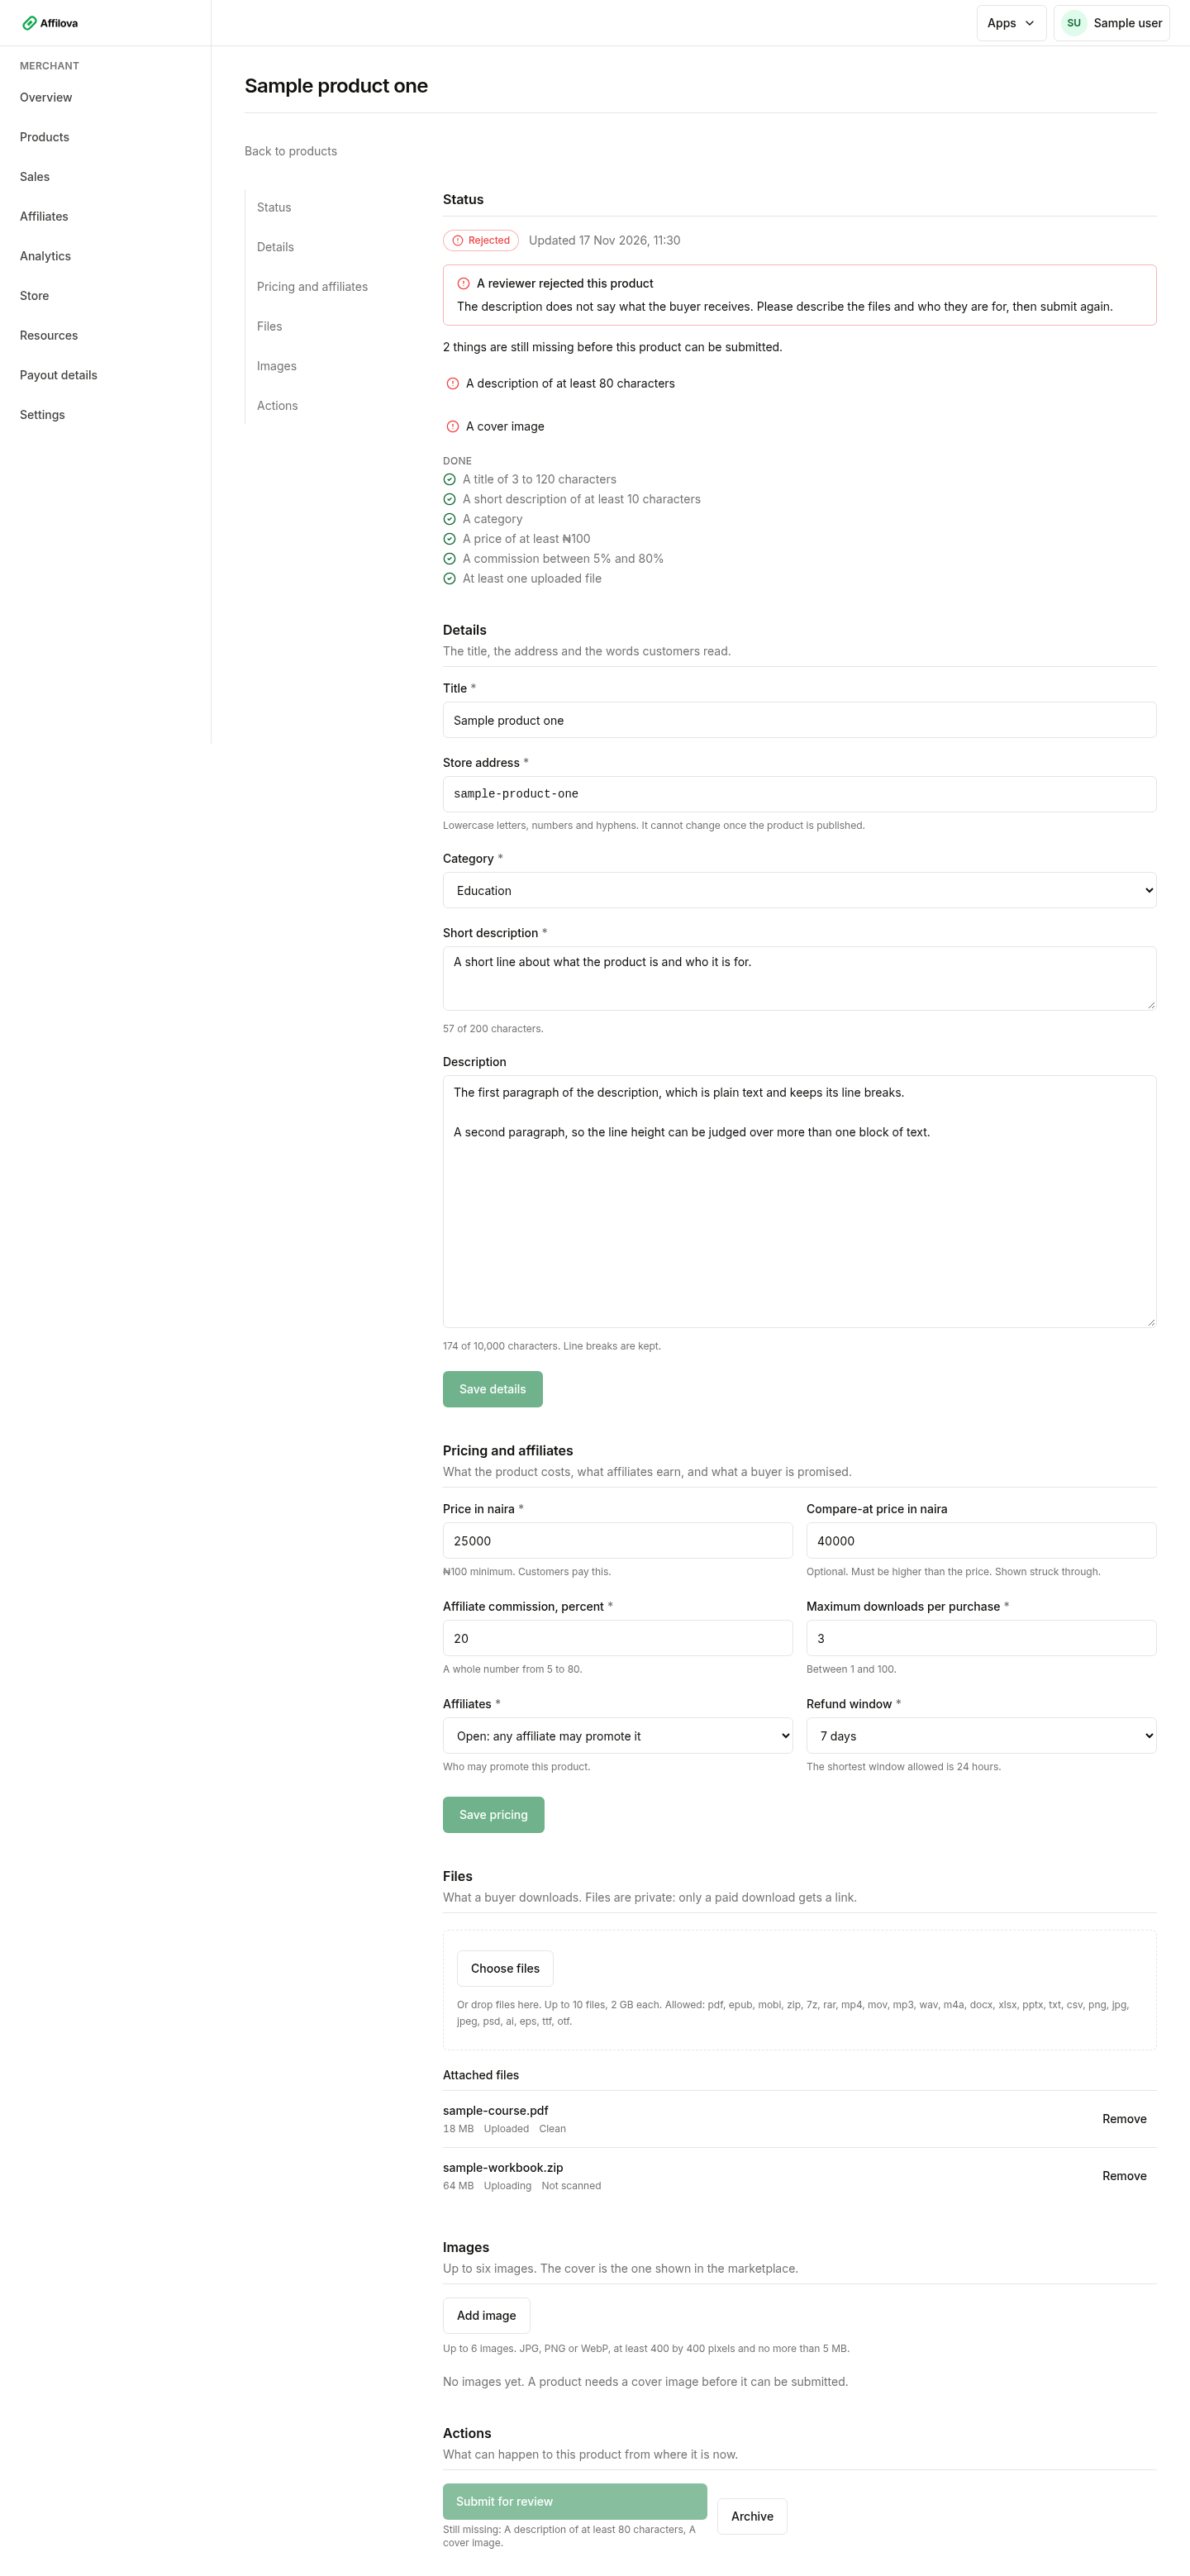 Affilova
Apps
SU
Sample user
MERCHANT
Overview
Products
Sales
Affiliates
Analytics
Store
Resources
Payout details
Settings
Sample product one
Back to products
Status
Details
Pricing and affiliates
Files
Images
Actions
Status
Rejected
Updated 17 Nov 2026, 11:30
A reviewer rejected this product
The description does not say what the buyer receives. Please describe the files and who they are for, then submit again.
2 things are still missing before this product can be submitted.
A description of at least 80 characters
A cover image
DONE
A title of 3 to 120 characters
A short description of at least 10 characters
A category
A price of at least ₦100
A commission between 5% and 80%
At least one uploaded file
Details
The title, the address and the words customers read.
Title *
Sample product one
Store address *
sample-product-one
Lowercase letters, numbers and hyphens. It cannot change once the product is published.
Category *
Education
Short description *
A short line about what the product is and who it is for.
57 of 200 characters.
Description
The first paragraph of the description, which is plain text and keeps its line breaks.
A second paragraph, so the line height can be judged over more than one block of text.
174 of 10,000 characters. Line breaks are kept.
Save details
Pricing and affiliates
What the product costs, what affiliates earn, and what a buyer is promised.
Price in naira *
25000
₦100 minimum. Customers pay this.
Compare-at price in naira
40000
Optional. Must be higher than the price. Shown struck through.
Affiliate commission, percent *
20
A whole number from 5 to 80.
Maximum downloads per purchase *
3
Between 1 and 100.
Affiliates *
Open: any affiliate may promote it
Who may promote this product.
Refund window *
7 days
The shortest window allowed is 24 hours.
Save pricing
Files
What a buyer downloads. Files are private: only a paid download gets a link.
Choose files
Or drop files here. Up to 10 files, 2 GB each. Allowed: pdf, epub, mobi, zip, 7z, rar, mp4, mov, mp3, wav, m4a, docx, xlsx, pptx, txt, csv, png, jpg,
jpeg, psd, ai, eps, ttf, otf.
Attached files
sample-course.pdf
18 MB Uploaded Clean
Remove
sample-workbook.zip
64 MB Uploading Not scanned
Remove
Images
Up to six images. The cover is the one shown in the marketplace.
Add image
Up to 6 images. JPG, PNG or WebP, at least 400 by 400 pixels and no more than 5 MB.
No images yet. A product needs a cover image before it can be submitted.
Actions
What can happen to this product from where it is now.
Submit for review
Still missing: A description of at least 80 characters, A
cover image.
Archive